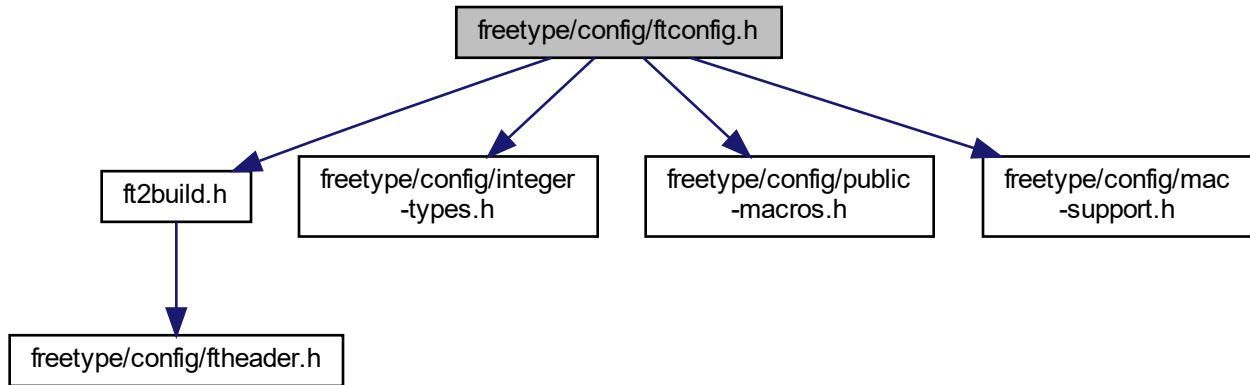 freetype/config/ftconfig.h
ft2build.h
freetype/config/integer
-types.h
freetype/config/public
-macros.h
freetype/config/mac
-support.h
freetype/config/ftheader.h